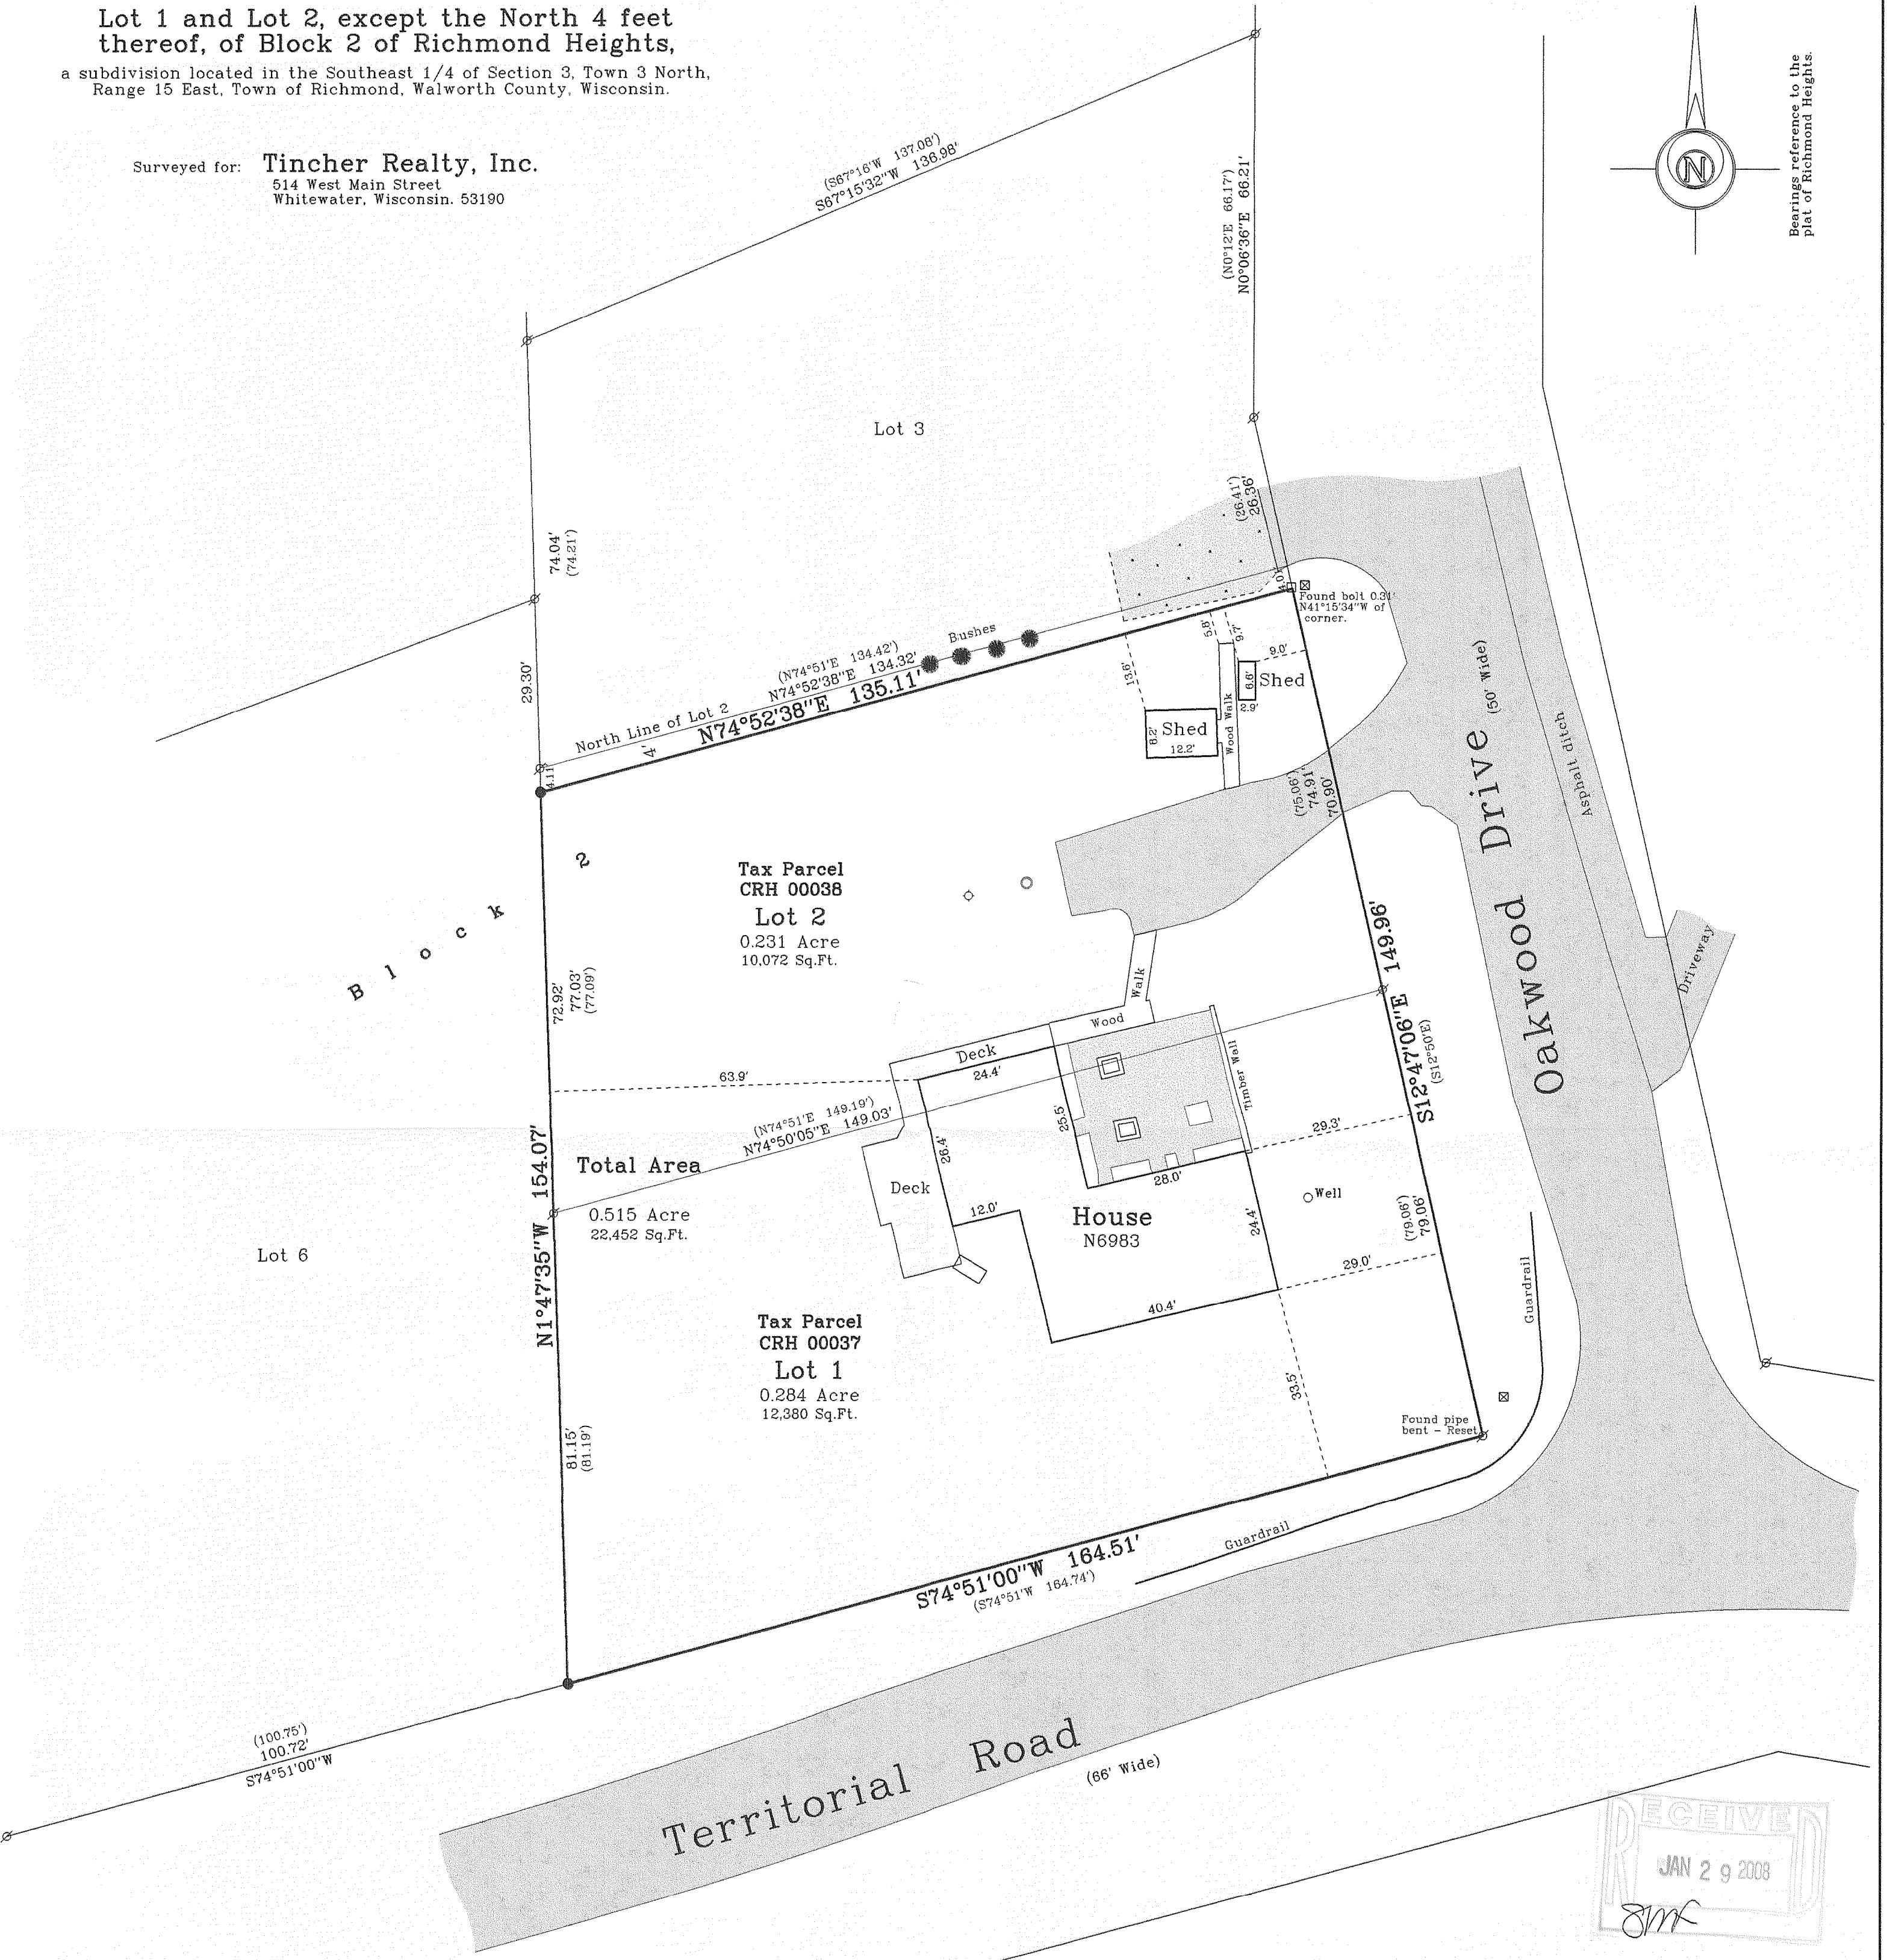 Lot 1 and Lot 2, except the North 4 feet
thereof, of Block 2 of Richmond Heights,
a subdivision located in the Southeast 1/4 of Section 3, Town 3 North,
Range 15 East, Town of Richmond, Walworth County, Wisconsin.
Surveyed for: Tincher Realty, Inc.
514 West Main Street
Whitewater, Wisconsin. 53190
(S67°16'W 137.08')
S67°15'32"W 136.98'
(N0°12'E 66.17')
N0°06'36"E 66.21'
N
Bearings reference to the
plat of Richmond Heights.
Lot 3
(26.41')
26.36'
74.04'
(74.21')
29.30'
4.0'
Found bolt 0.31'
N41°15'34"W of
corner.
Bushes
(N74°51'E 134.42')
N74°52'38"E 134.32'
North Line of Lot 2
N74°52'38"E 135.11'
4'
4.11'
5.8'
9.7'
13.6'
9.0'
6.6'
Shed
2.9'
8.2'
Shed
12.2'
Wood Walk
(75.06')
74.91'
70.90'
Oakwood Drive (50' Wide)
Asphalt ditch
Driveway
Block 2
Tax Parcel
CRH 00038
Lot 2
0.231 Acre
10,072 Sq.Ft.
72.92'
77.03'
(77.09')
S12°47'06"E 149.96'
(S12°50'E)
Walk
Wood
Deck
24.4'
63.9'
Timber Wall
25.5'
(N74°51'E 149.19')
N74°50'05"E 149.03'
26.4'
29.3'
28.0'
Deck
12.0'
Well
House
N6983
24.4'
(79.06')
79.06'
29.0'
40.4'
Guardrail
33.5'
N1°47'35"W 154.07'
Total Area
0.515 Acre
22,452 Sq.Ft.
Lot 6
Tax Parcel
CRH 00037
Lot 1
0.284 Acre
12,380 Sq.Ft.
81.15'
(81.19')
Found pipe
bent - Reset
Guardrail
S74°51'00"W 164.51'
(S74°51'W 164.74')
(100.75')
100.72'
S74°51'00"W
Territorial Road
(66' Wide)
RECEIVED
JAN 29 2008